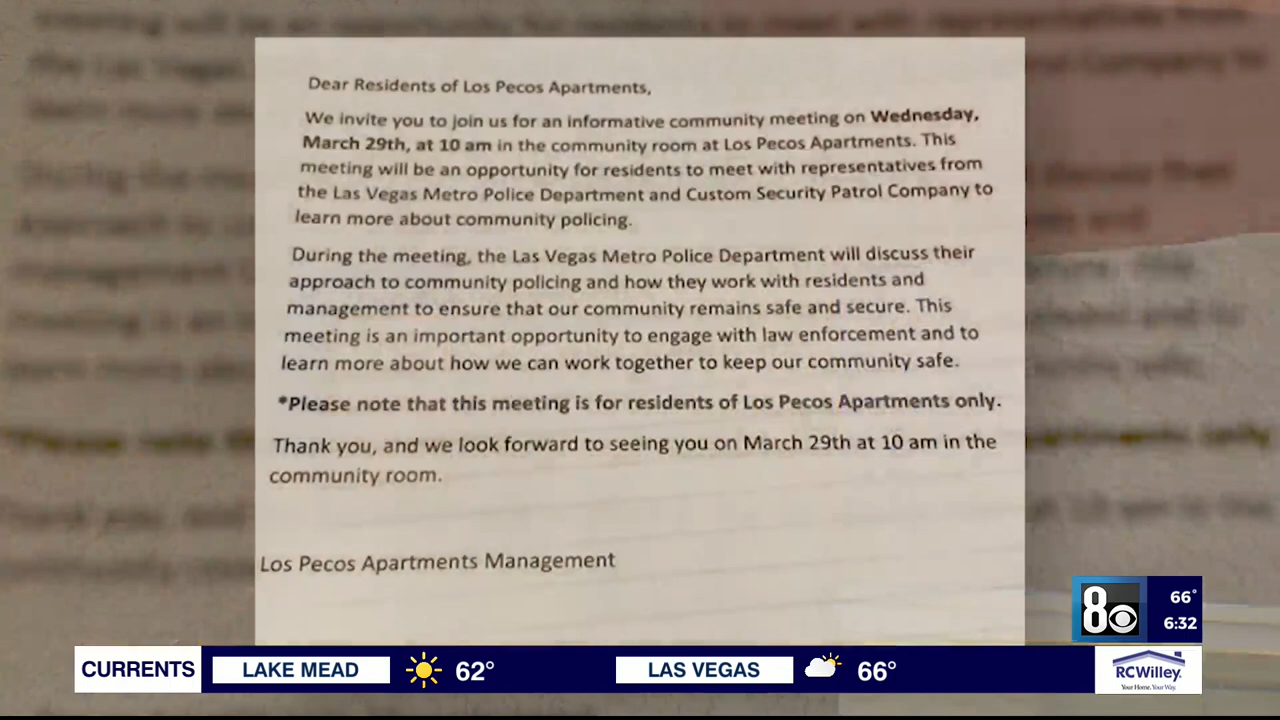 Dear Residents of Los Pecos Apartments,
We invite you to join us for an informative community meeting on Wednesday,
March 29th, at 10 am in the community room at Los Pecos Apartments. This
meeting will be an opportunity for residents to meet with representatives from
the Las Vegas Metro Police Department and Custom Security Patrol Company to
learn more about community policing.
During the meeting, the Las Vegas Metro Police Department will discuss their
approach to community policing and how they work with residents and
management to ensure that our community remains safe and secure. This
meeting is an important opportunity to engage with law enforcement and to
learn more about how we can work together to keep our community safe.
*Please note that this meeting is for residents of Los Pecos Apartments only.
Thank you, and we look forward to seeing you on March 29th at 10 am in the
community room.
Los Pecos Apartments Management
8
66°
6:32
CURRENTS LAKE MEAD 62° LAS VEGAS 66°
RCWilley
Your Home. Your Way.